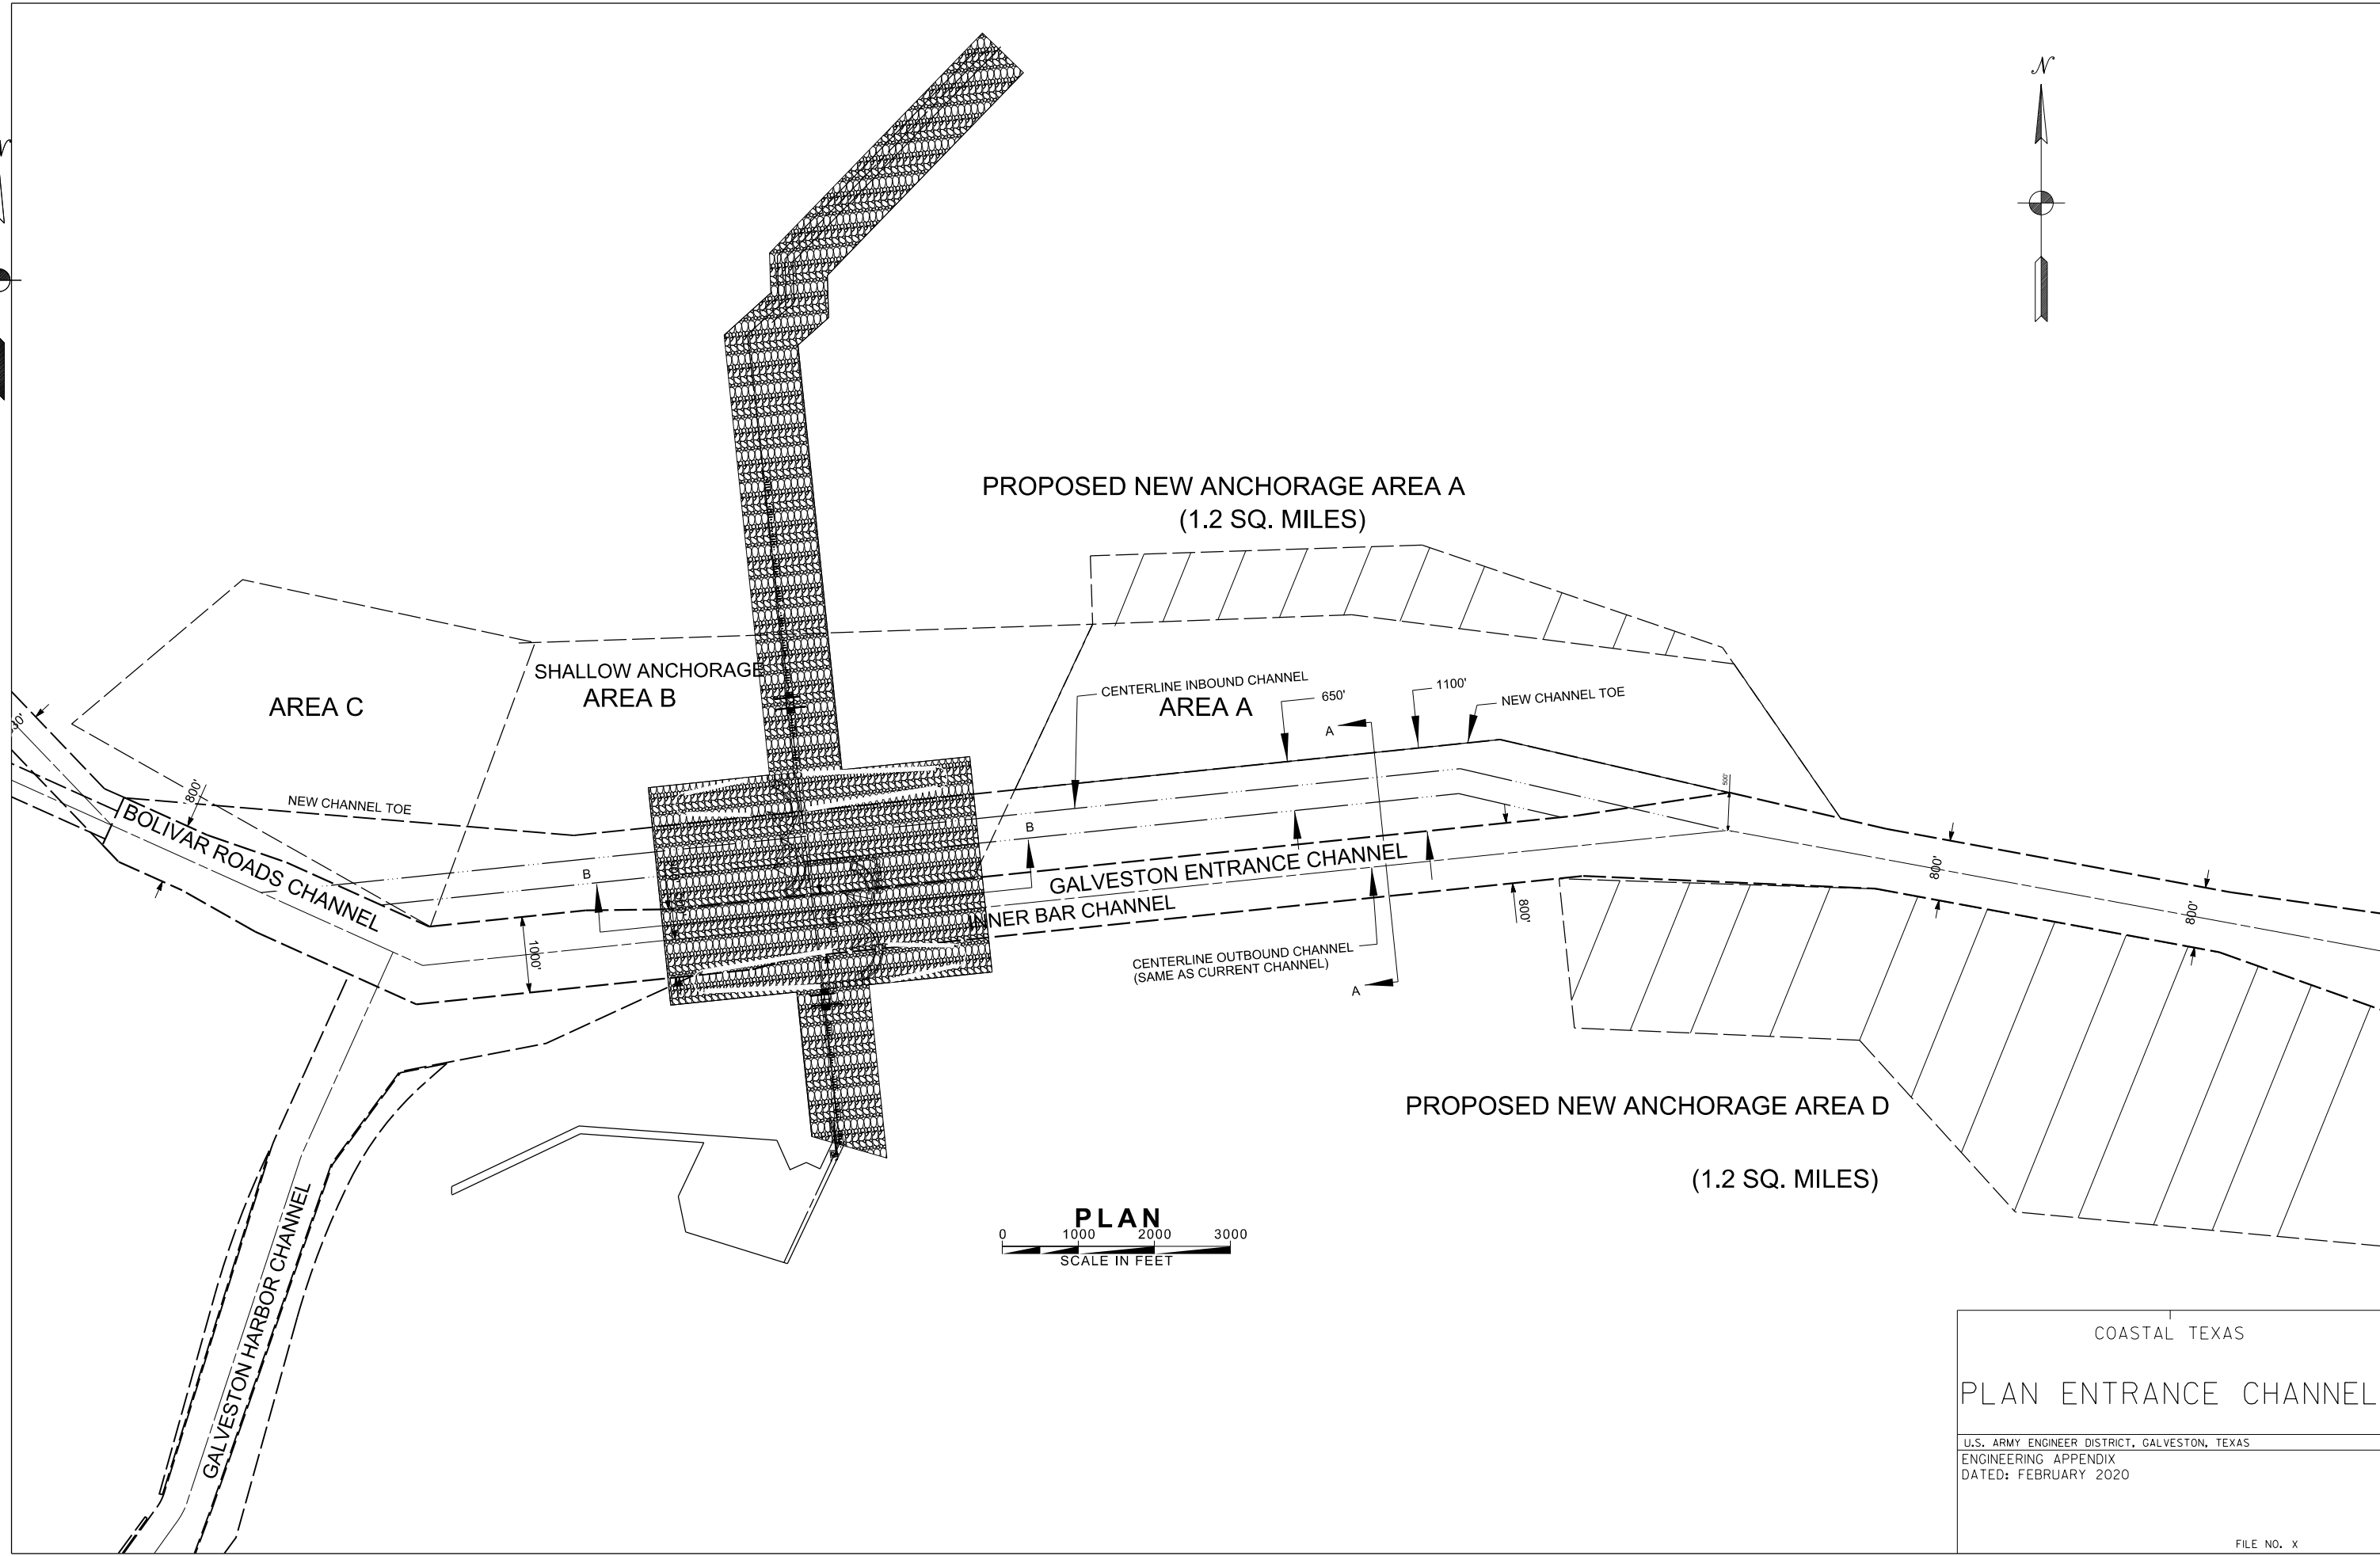 N
N
PROPOSED NEW ANCHORAGE AREA A
(1.2 SQ. MILES)
SHALLOW ANCHORAGE
AREA B
AREA C
CENTERLINE INBOUND CHANNEL
AREA A
650'
1100'
NEW CHANNEL TOE
A
500'
800'
NEW CHANNEL TOE
BOLIVAR ROADS CHANNEL
B
B
GALVESTON ENTRANCE CHANNEL
INNER BAR CHANNEL
800'
800'
800'
1000'
CENTERLINE OUTBOUND CHANNEL
(SAME AS CURRENT CHANNEL)
A
PROPOSED NEW ANCHORAGE AREA D
(1.2 SQ. MILES)
GALVESTON HARBOR CHANNEL
PLAN
0 1000 2000 3000
SCALE IN FEET
COASTAL TEXAS
PLAN ENTRANCE CHANNEL
U.S. ARMY ENGINEER DISTRICT, GALVESTON, TEXAS
ENGINEERING APPENDIX
DATED: FEBRUARY 2020
FILE NO. X